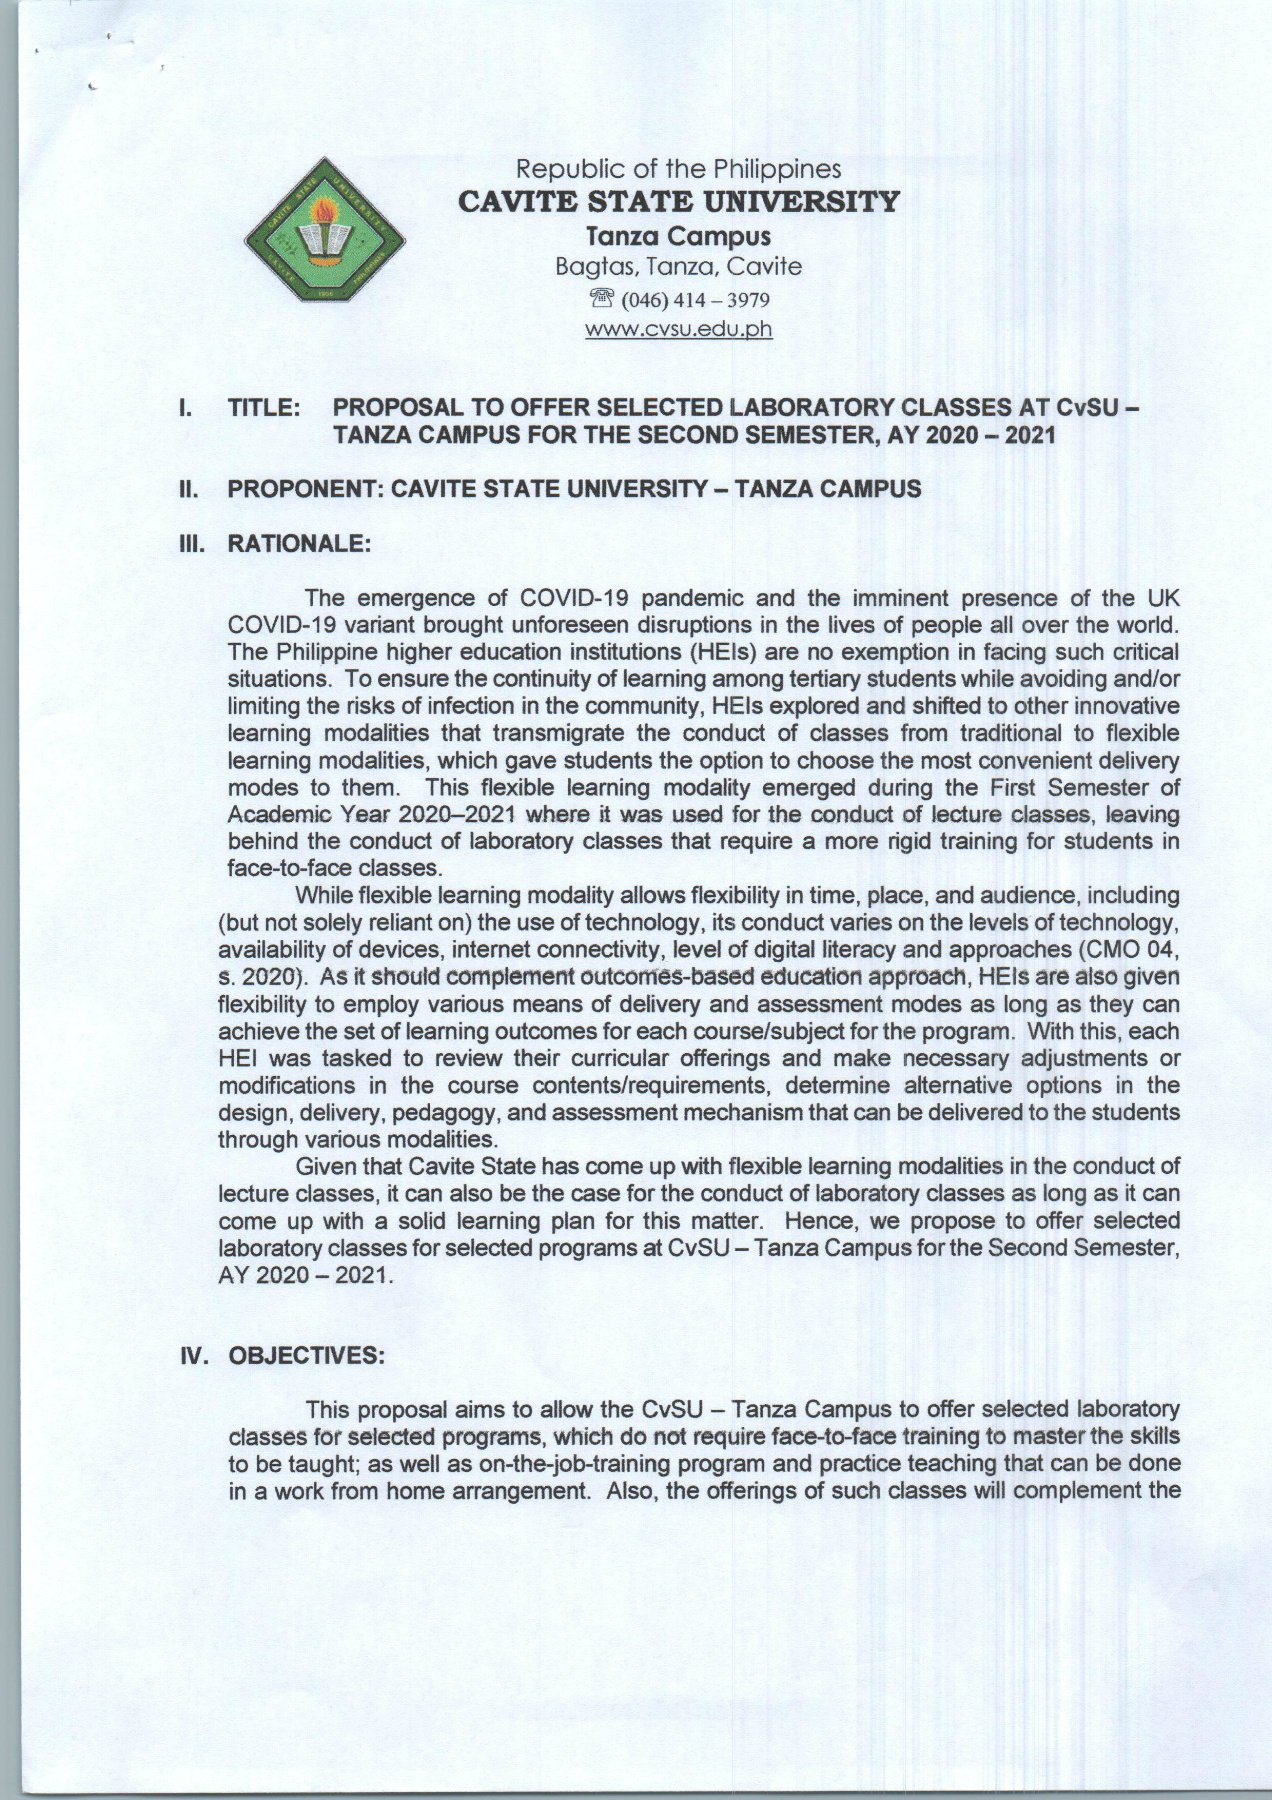 Republic of the Philippines
CAVITE STATE UNIVERSITY
Tanza Campus
Bagtas, Tanza, Cavite
☏ (046) 414 – 3979
www.cvsu.edu.ph
CAVITE STATE UNIVERSITY
CAVITE PHILIPPINES
1906
I. TITLE: PROPOSAL TO OFFER SELECTED LABORATORY CLASSES AT CvSU –
TANZA CAMPUS FOR THE SECOND SEMESTER, AY 2020 – 2021
II. PROPONENT: CAVITE STATE UNIVERSITY – TANZA CAMPUS
III. RATIONALE:
The emergence of COVID-19 pandemic and the imminent presence of the UK
COVID-19 variant brought unforeseen disruptions in the lives of people all over the world.
The Philippine higher education institutions (HEIs) are no exemption in facing such critical
situations. To ensure the continuity of learning among tertiary students while avoiding and/or
limiting the risks of infection in the community, HEIs explored and shifted to other innovative
learning modalities that transmigrate the conduct of classes from traditional to flexible
learning modalities, which gave students the option to choose the most convenient delivery
modes to them. This flexible learning modality emerged during the First Semester of
Academic Year 2020–2021 where it was used for the conduct of lecture classes, leaving
behind the conduct of laboratory classes that require a more rigid training for students in
face-to-face classes.
While flexible learning modality allows flexibility in time, place, and audience, including
(but not solely reliant on) the use of technology, its conduct varies on the levels of technology,
availability of devices, internet connectivity, level of digital literacy and approaches (CMO 04,
s. 2020). As it should complement outcomes-based education approach, HEIs are also given
flexibility to employ various means of delivery and assessment modes as long as they can
achieve the set of learning outcomes for each course/subject for the program. With this, each
HEI was tasked to review their curricular offerings and make necessary adjustments or
modifications in the course contents/requirements, determine alternative options in the
design, delivery, pedagogy, and assessment mechanism that can be delivered to the students
through various modalities.
Given that Cavite State has come up with flexible learning modalities in the conduct of
lecture classes, it can also be the case for the conduct of laboratory classes as long as it can
come up with a solid learning plan for this matter. Hence, we propose to offer selected
laboratory classes for selected programs at CvSU – Tanza Campus for the Second Semester,
AY 2020 – 2021.
IV. OBJECTIVES:
This proposal aims to allow the CvSU – Tanza Campus to offer selected laboratory
classes for selected programs, which do not require face-to-face training to master the skills
to be taught; as well as on-the-job-training program and practice teaching that can be done
in a work from home arrangement. Also, the offerings of such classes will complement the